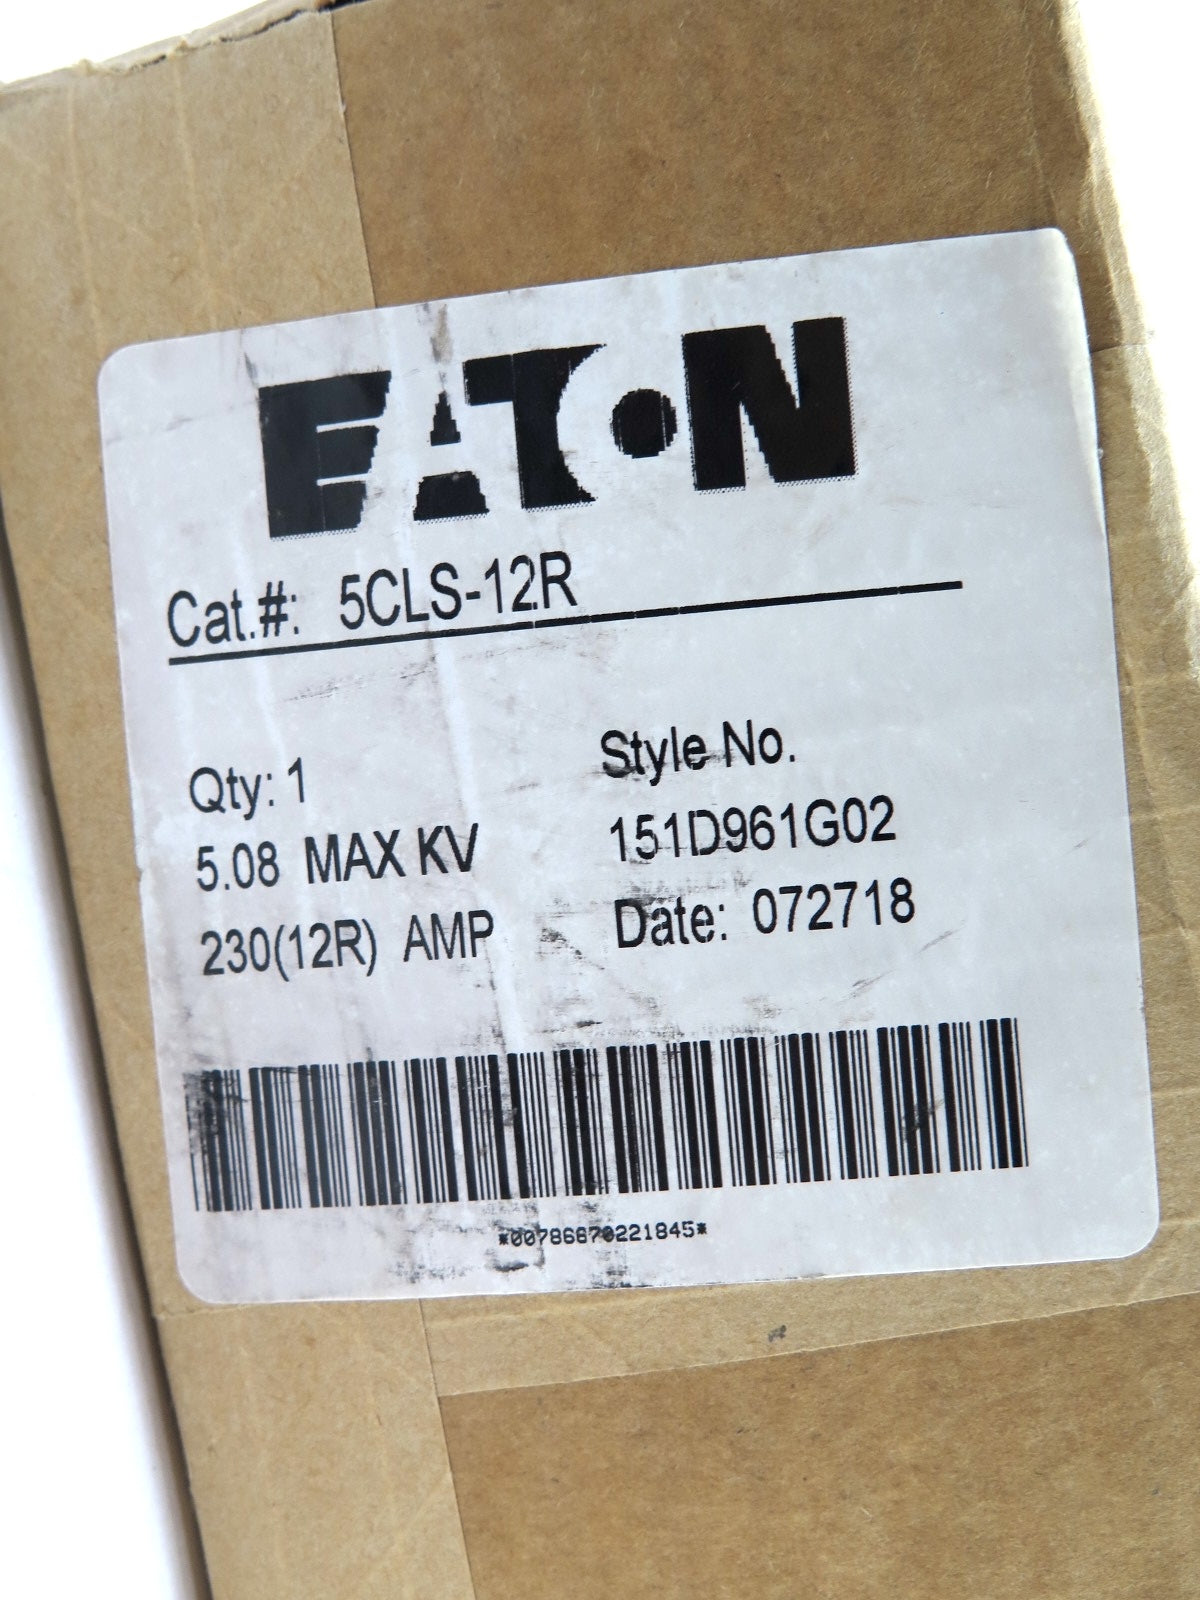 EATON
Cat.#: 5CLS-12R
Qty: 1
5.08 MAX KV
230(12R) AMP
Style No.
151D961G02
Date: 072718
*00786670221845*